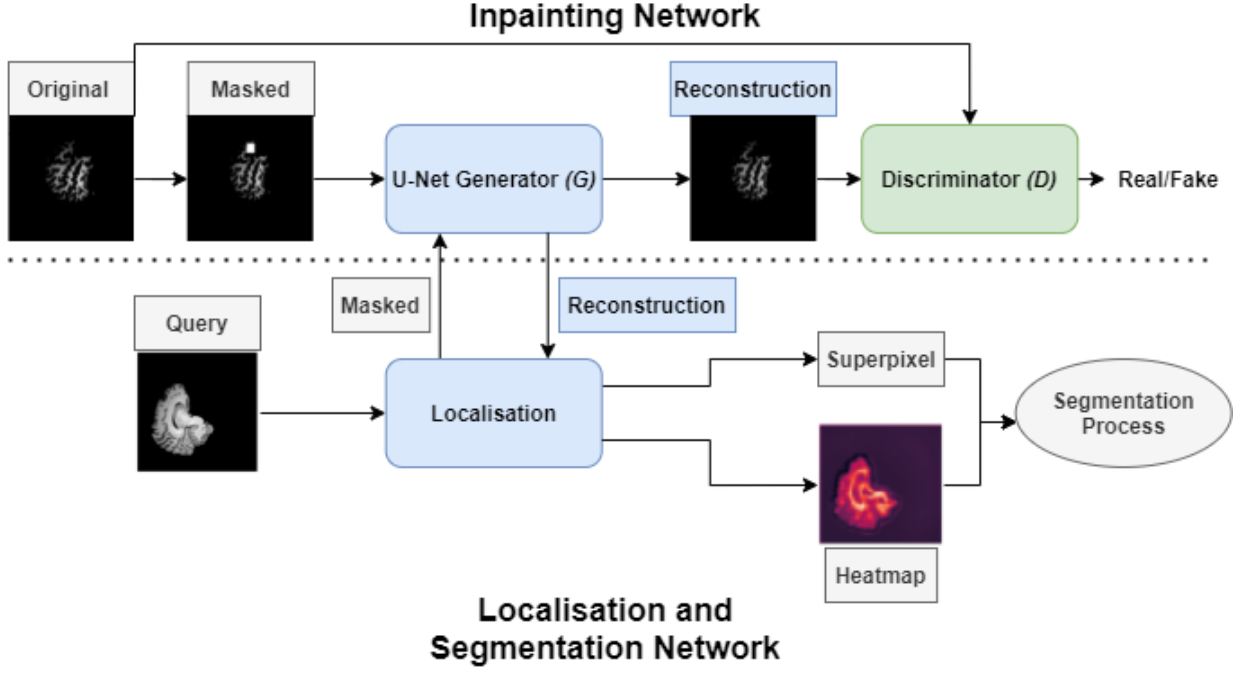 Inpainting Network
Original
Masked
Reconstruction
U-Net Generator (G)
Discriminator (D)
Real/Fake
Masked
Reconstruction
Query
Localisation
Superpixel
Segmentation
Process
Heatmap
Localisation and
Segmentation Network